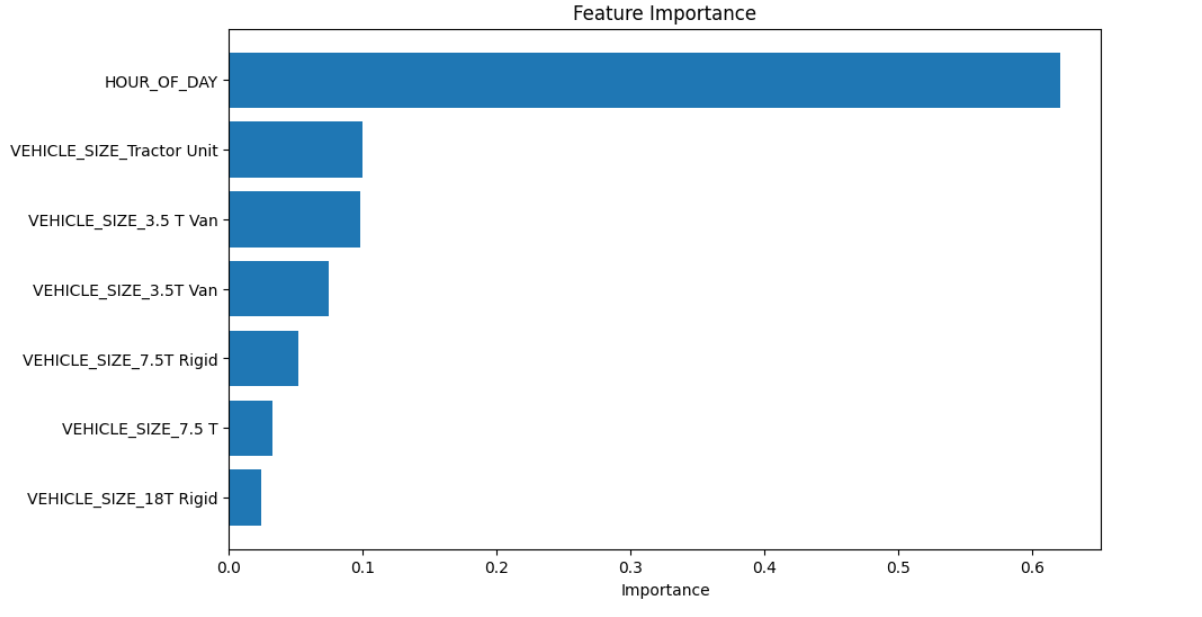 Feature Importance
HOUR_OF_DAY
VEHICLE_SIZE_Tractor Unit
VEHICLE_SIZE_3.5 T Van
VEHICLE_SIZE_3.5T Van
VEHICLE_SIZE_7.5T Rigid
VEHICLE_SIZE_7.5 T
VEHICLE_SIZE_18T Rigid
0.0 0.1 0.2 0.3 0.4 0.5 0.6
Importance